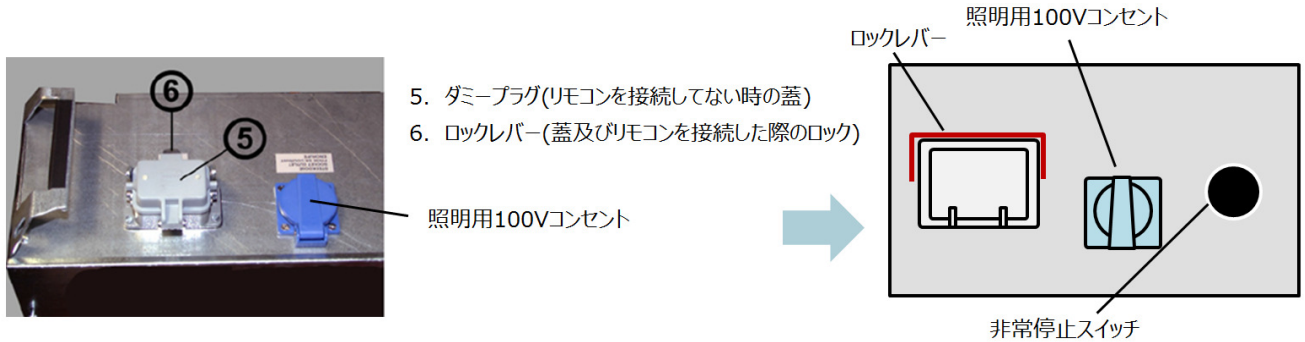 照明用100Vコンセント
ロックレバー
⑥
⑤
5. ダミープラグ(リモコンを接続してない時の蓋)
6. ロックレバー(蓋及びリモコンを接続した際のロック)
照明用100Vコンセント
非常停止スイッチ